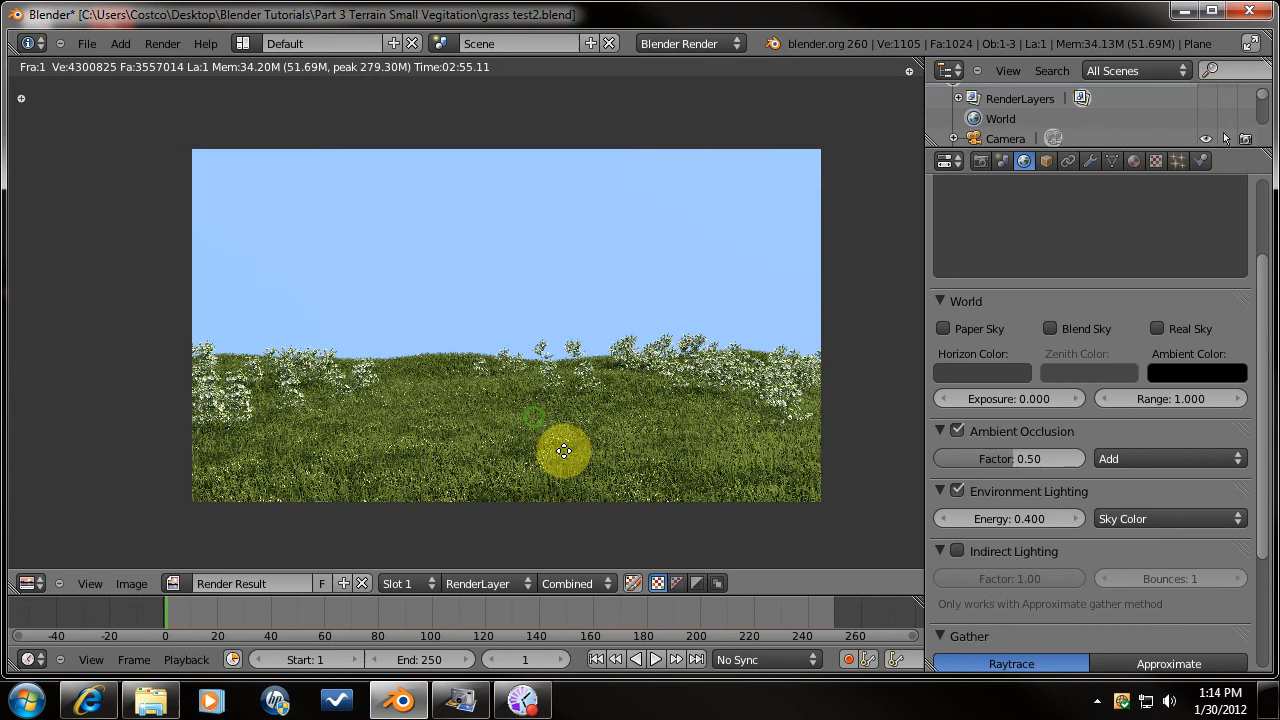 Blender* [C:\Users\Costco\Desktop\Blender Tutorials\Part 3 Terrain Small Vegitation\grass test2.blend]
File Add Render Help Default Scene Blender Render blender.org 260 | Ve:1105 | Fa:1024 | Ob:1-3 | La:1 | Mem:34.13M (51.69M) | Plane
Fra:1 Ve:4300825 Fa:3557014 La:1 Mem:34.20M (51.69M, peak 279.30M) Time:02:55.11
View Search All Scenes
RenderLayers
World
Camera
World
Paper Sky Blend Sky Real Sky
Horizon Color: Zenith Color: Ambient Color:
Exposure: 0.000 Range: 1.000
Ambient Occlusion
Factor: 0.50 Add
Environment Lighting
Energy: 0.400 Sky Color
Indirect Lighting
Factor: 1.00 Bounces: 1
Only works with Approximate gather method
Gather
Raytrace Approximate
View Image Render Result F Slot 1 RenderLayer Combined
-40 -20 0 20 40 60 80 100 120 140 160 180 200 220 240 260
View Frame Playback Start: 1 End: 250 1 No Sync
1:14 PM
1/30/2012